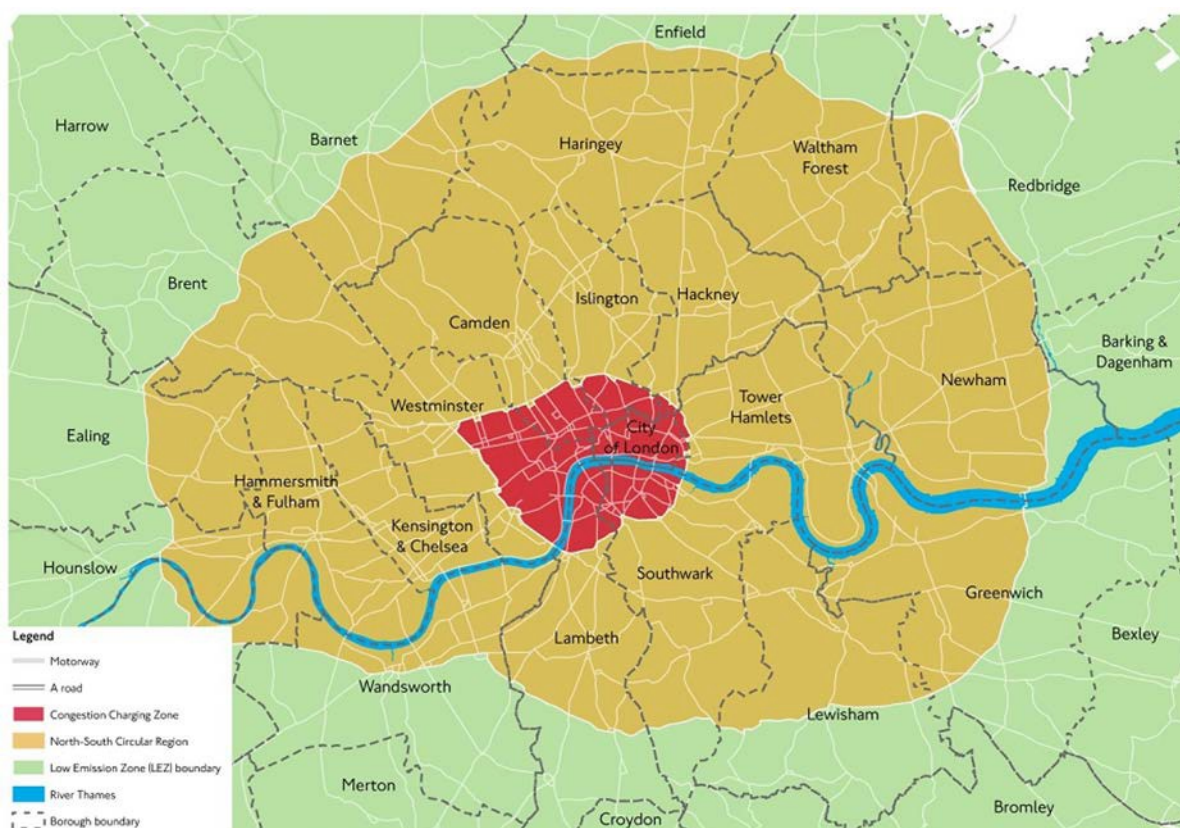 Enfield
Harrow
Barnet
Haringey
Waltham
Forest
Redbridge
Brent
Islington
Hackney
Camden
Barking &
Dagenham
Newham
Westminster
Tower
Hamlets
Ealing
City
of London
Hammersmith
& Fulham
Kensington
& Chelsea
Hounslow
Southwark
Greenwich
Lambeth
Bexley
Wandsworth
Lewisham
Merton
Croydon
Bromley
Legend
Motorway
A road
Congestion Charging Zone
North-South Circular Region
Low Emission Zone (LEZ) boundary
River Thames
Borough boundary